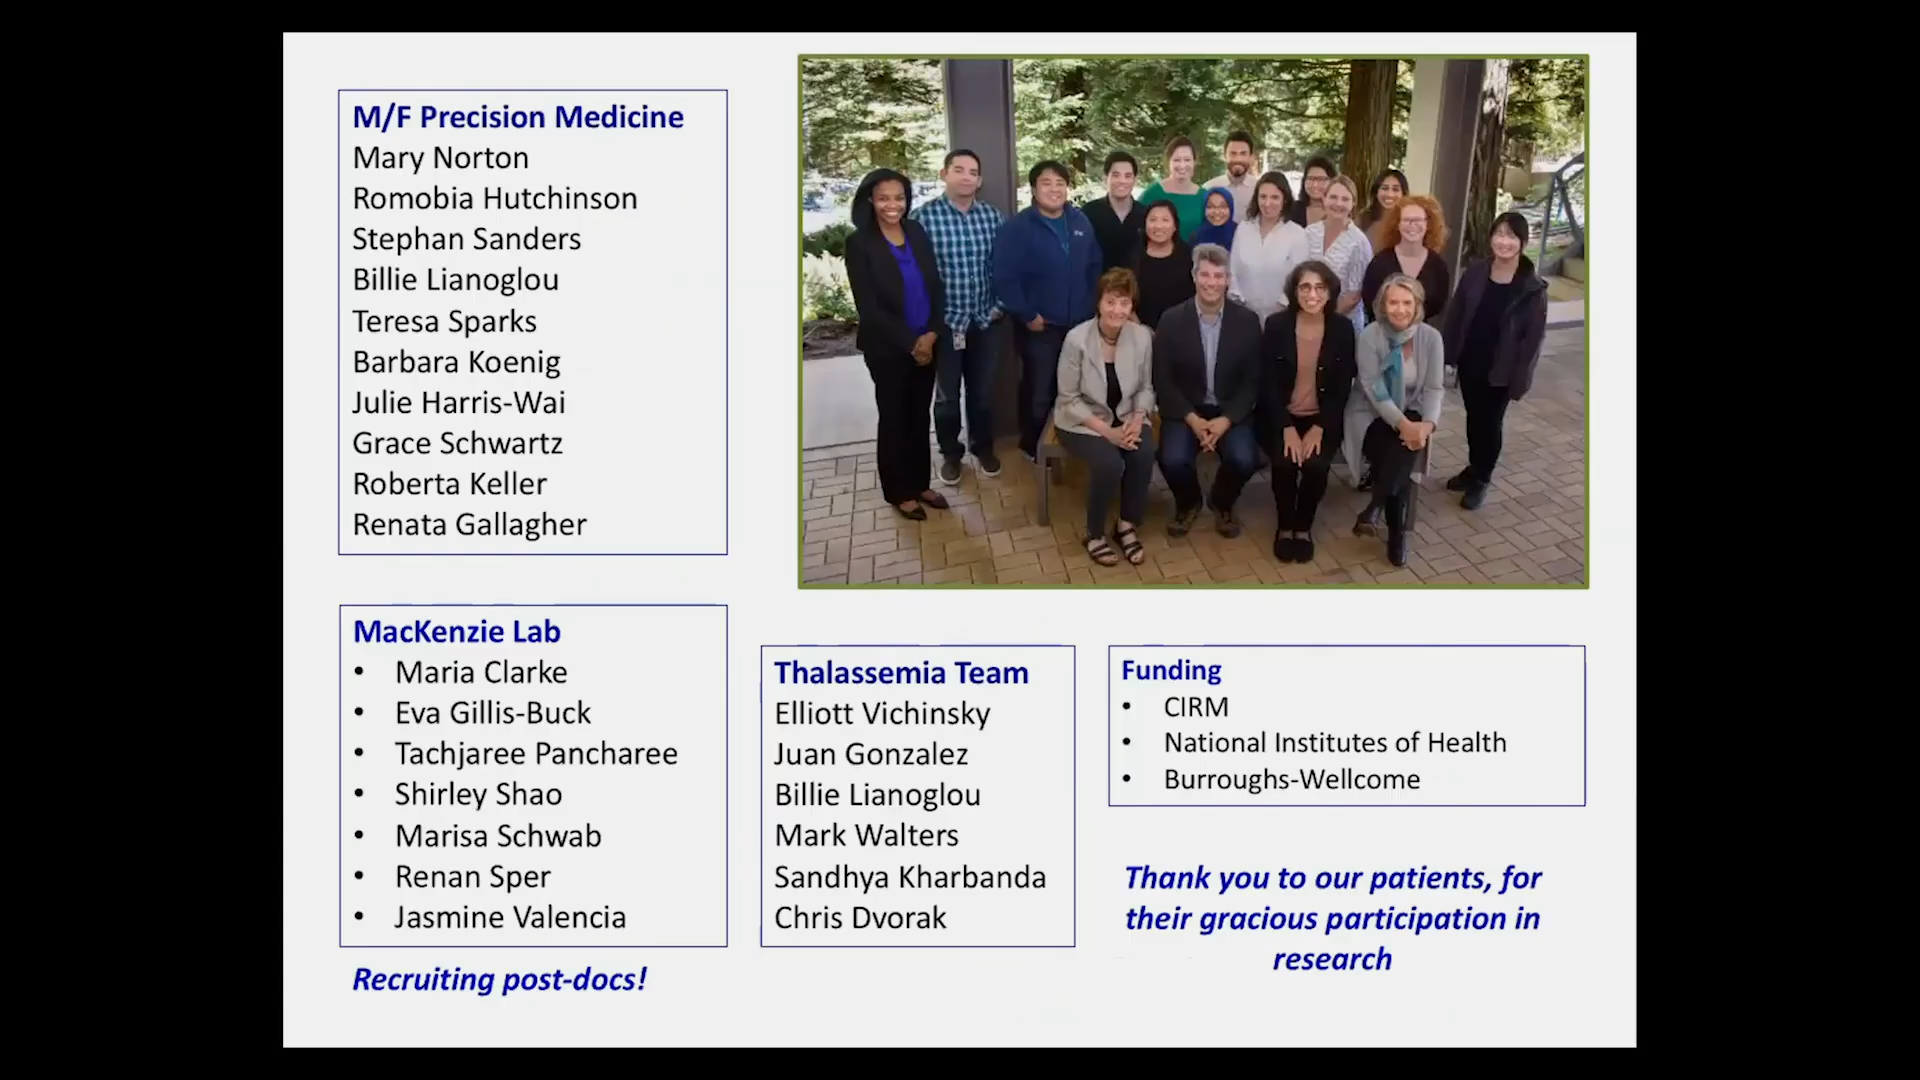 M/F Precision Medicine
Mary Norton
Romobia Hutchinson
Stephan Sanders
Billie Lianoglou
Teresa Sparks
Barbara Koenig
Julie Harris-Wai
Grace Schwartz
Roberta Keller
Renata Gallagher
MacKenzie Lab
• Maria Clarke
• Eva Gillis-Buck
• Tachjaree Pancharee
• Shirley Shao
• Marisa Schwab
• Renan Sper
• Jasmine Valencia
Recruiting post-docs!
Thalassemia Team
Elliott Vichinsky
Juan Gonzalez
Billie Lianoglou
Mark Walters
Sandhya Kharbanda
Chris Dvorak
Funding
• CIRM
• National Institutes of Health
• Burroughs-Wellcome
Thank you to our patients, for
their gracious participation in
research